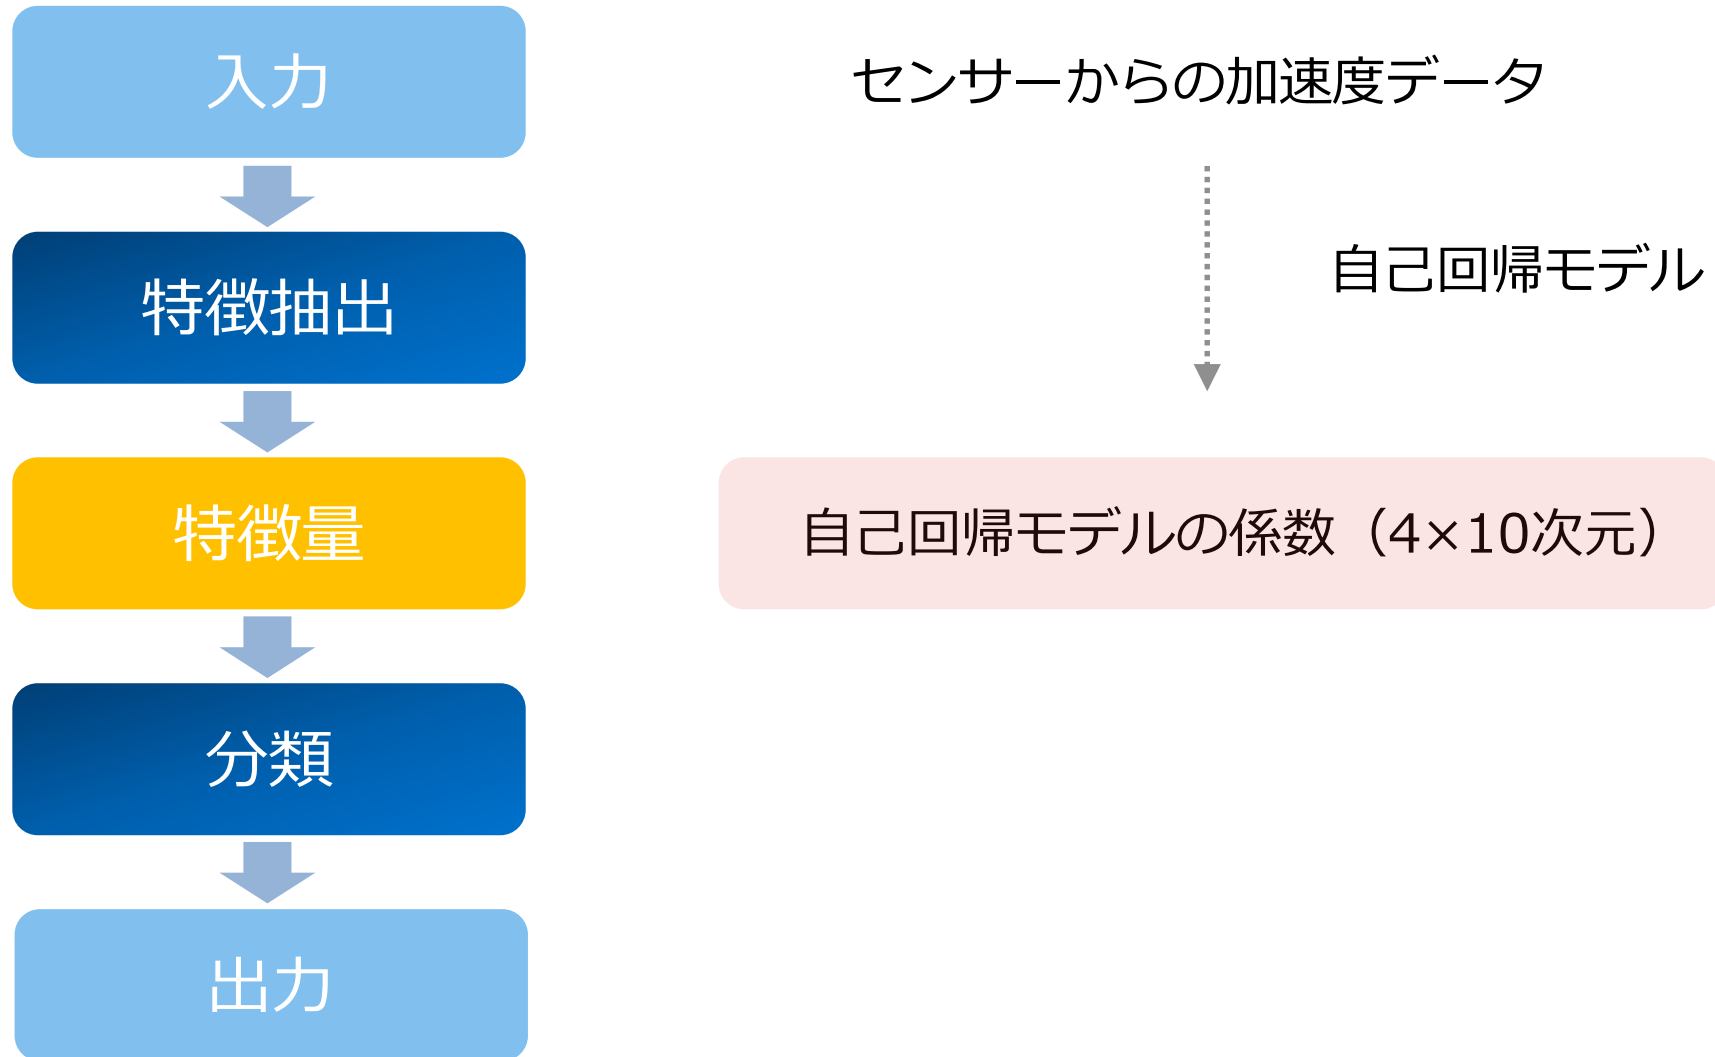 入力
センサーからの加速度データ
自己回帰モデル
特徴抽出
特徴量
自己回帰モデルの係数（4×10次元）
分類
出力